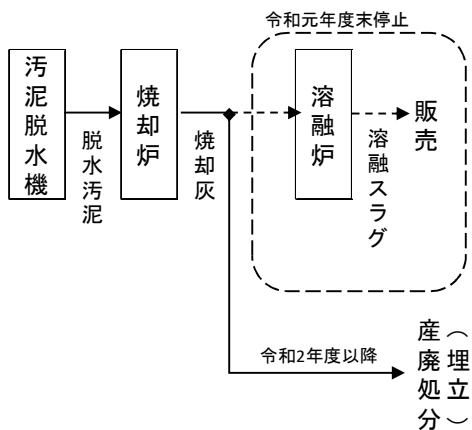 令和元年度末停止
汚泥脱水機
脱水汚泥
焼却炉
焼却灰
溶融炉
溶融スラグ
販売
令和2年度以降
産廃処分
（埋立）